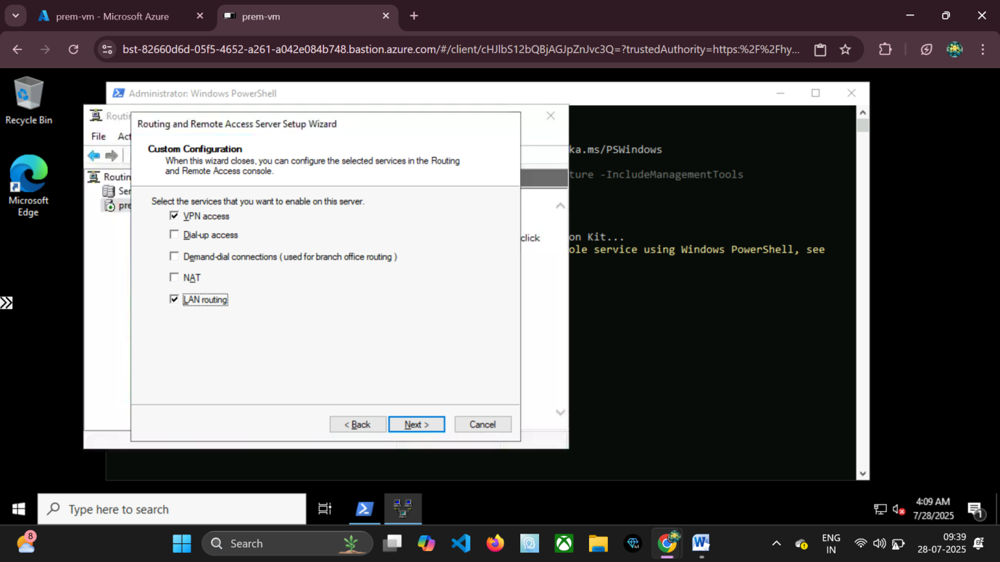 prem-vm - Microsoft Azure
prem-vm
bst-82660d6d-05f5-4652-a261-a042e084b748.bastion.azure.com/#/client/cHJlbS12bQBjAGJpZnJvc3Q=?trustedAuthority=https:%2F%2Fhy...
Recycle Bin
Microsoft
Edge
Administrator: Windows PowerShell
Routin
File Act
Routin
Ser
pre
Routing and Remote Access Server Setup Wizard
Custom Configuration
When this wizard closes, you can configure the selected services in the Routing
and Remote Access console.
Select the services that you want to enable on this server.
VPN access
Dial-up access
Demand-dial connections ( used for branch office routing )
NAT
LAN routing
< Back
Next >
Cancel
click
ka.ms/PSWindows
ture -IncludeManagementTools
on Kit...
ole service using Windows PowerShell, see
Type here to search
4:09 AM
7/28/2025
1
8
Search
ENG
IN
09:39
28-07-2025